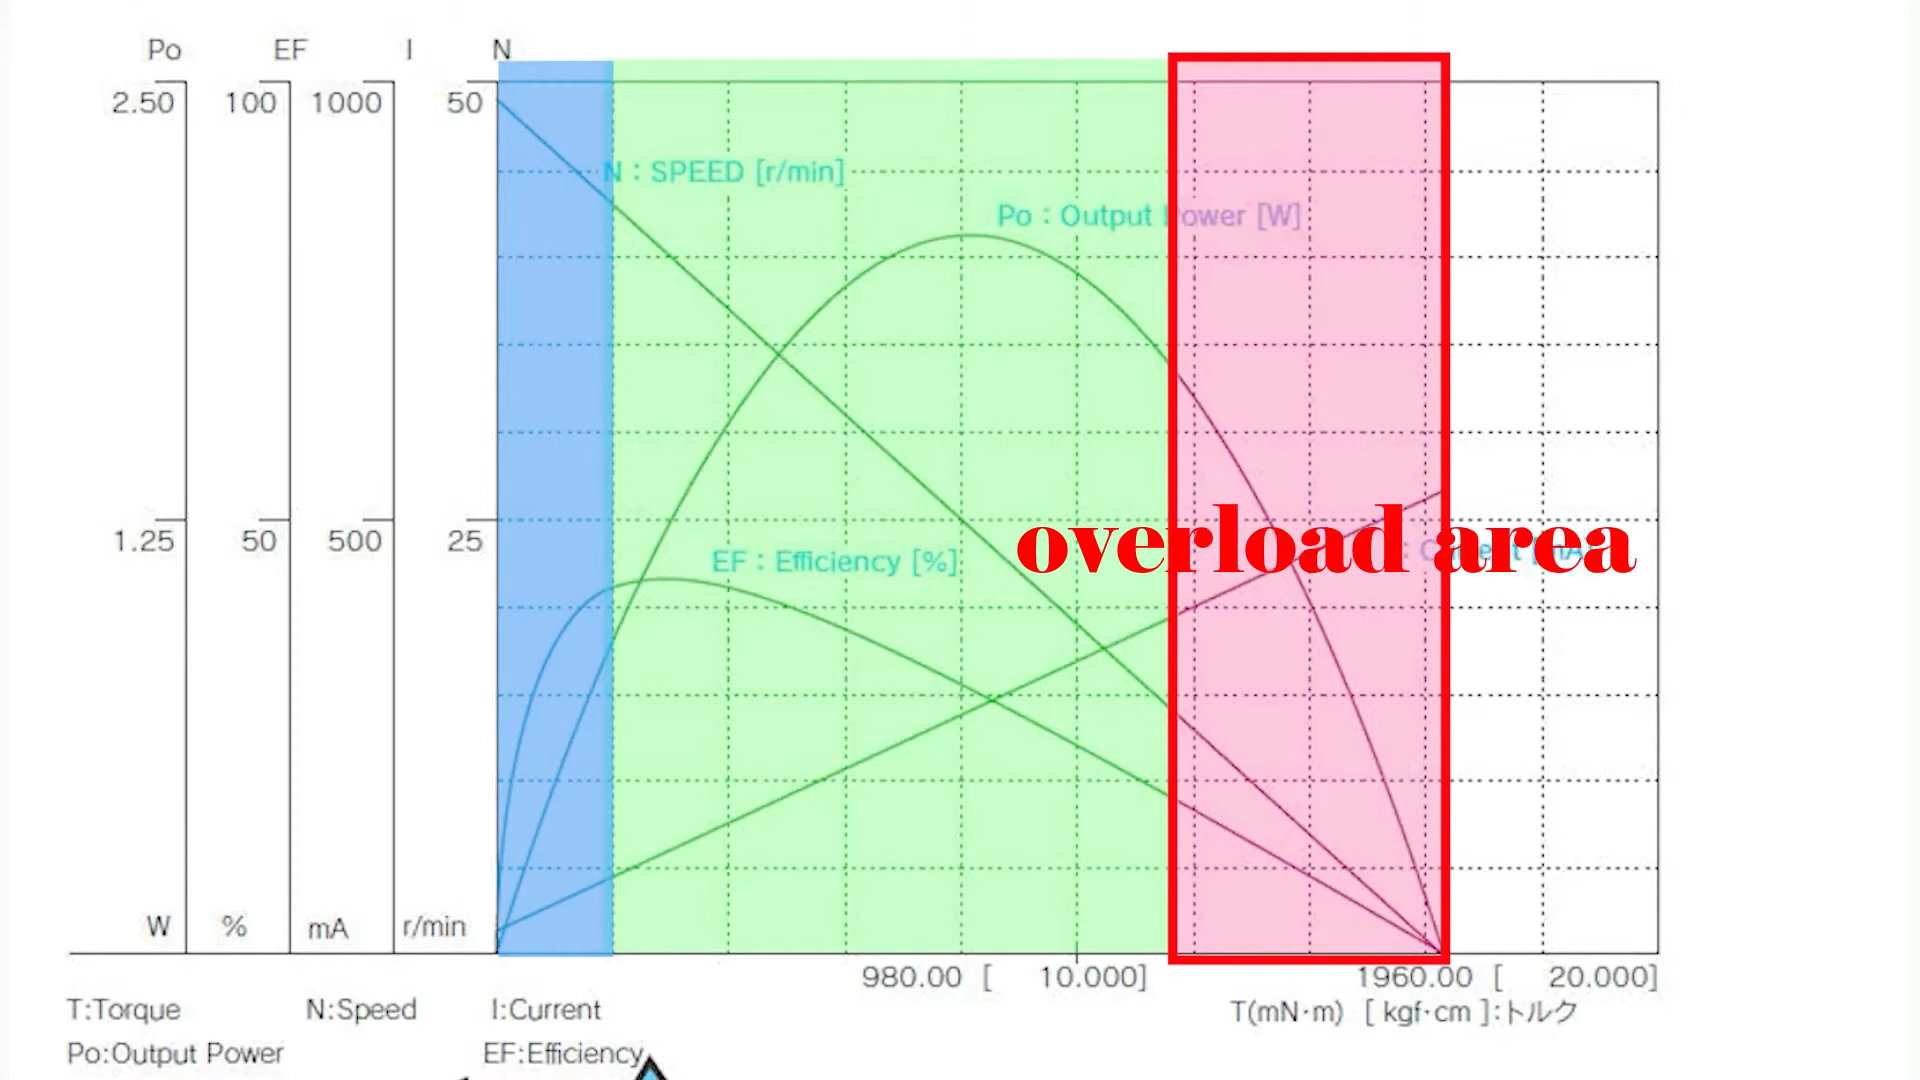 Po EF I N
2.50 100 1000 50
N : SPEED [r/min]
Po : Output Power [W]
overload area
1.25 50 500 25
EF : Efficiency [%]
W % mA r/min
980.00 [ 10.000] 1960.00 [ 20.000]
T:Torque N:Speed I:Current T(mN·m) [ kgf·cm ]:トルク
Po:Output Power EF:Efficiency